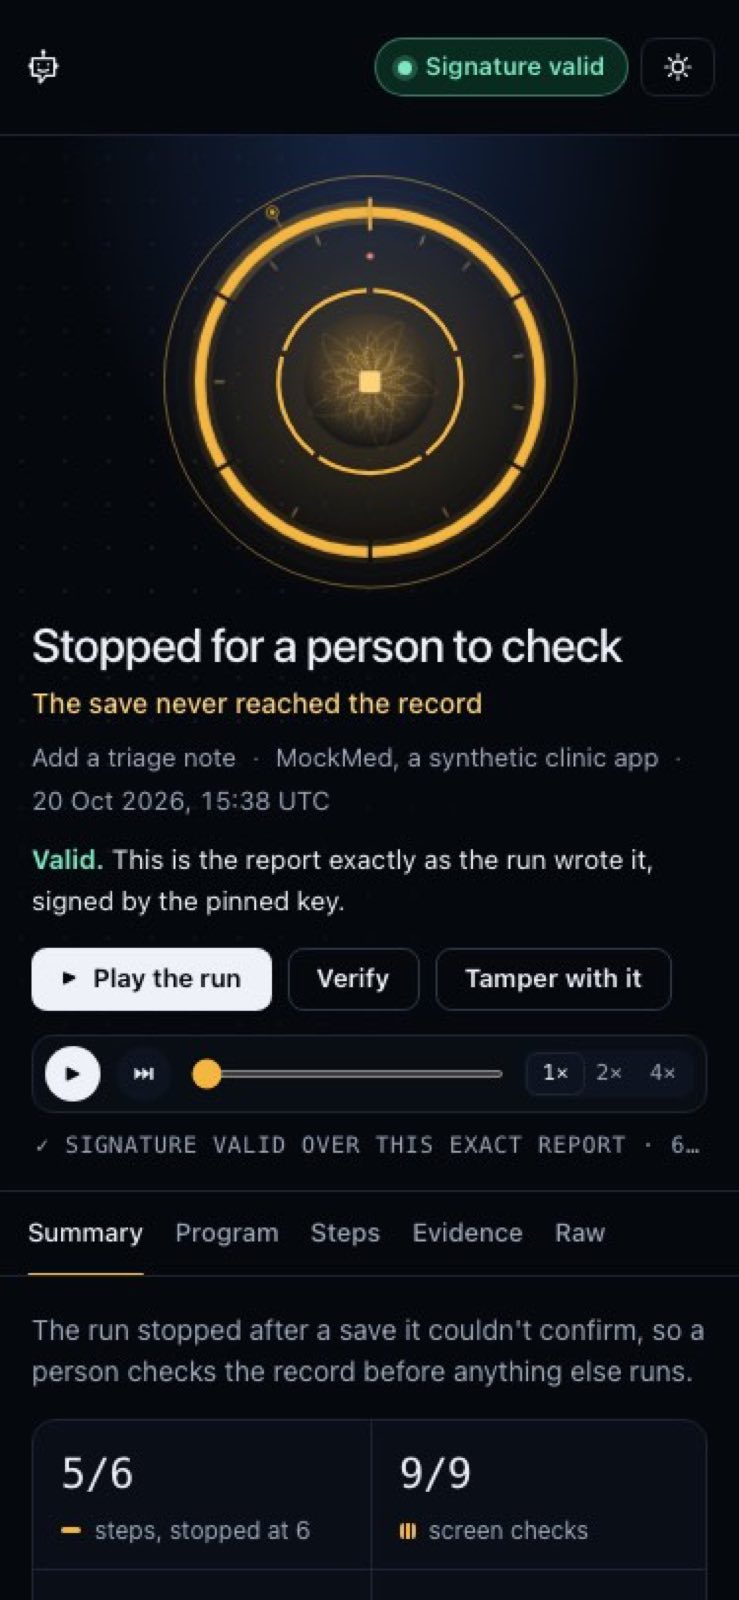 Signature valid
Stopped for a person to check
The save never reached the record
Add a triage note · MockMed, a synthetic clinic app ·
20 Oct 2026, 15:38 UTC
Valid. This is the report exactly as the run wrote it,
signed by the pinned key.
Play the run
Verify
Tamper with it
1×
2×
4×
✓ SIGNATURE VALID OVER THIS EXACT REPORT · 6…
Summary
Program
Steps
Evidence
Raw
The run stopped after a save it couldn't confirm, so a
person checks the record before anything else runs.
5/6
steps, stopped at 6
9/9
screen checks